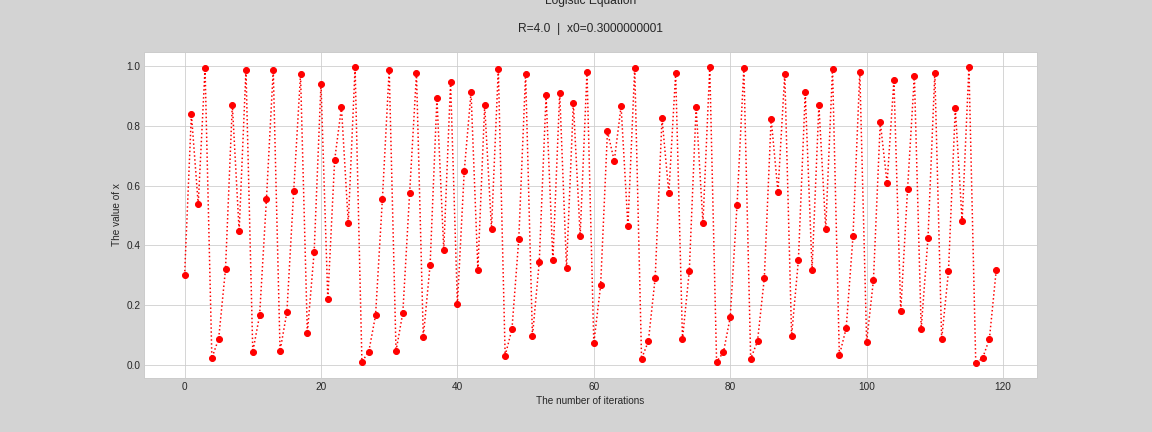 Logistic Equation
R=4.0 | x0=0.3000000001
1.0
0.8
0.6
0.4
0.2
0.0
The value of x
0 20 40 60 80 100 120
The number of iterations